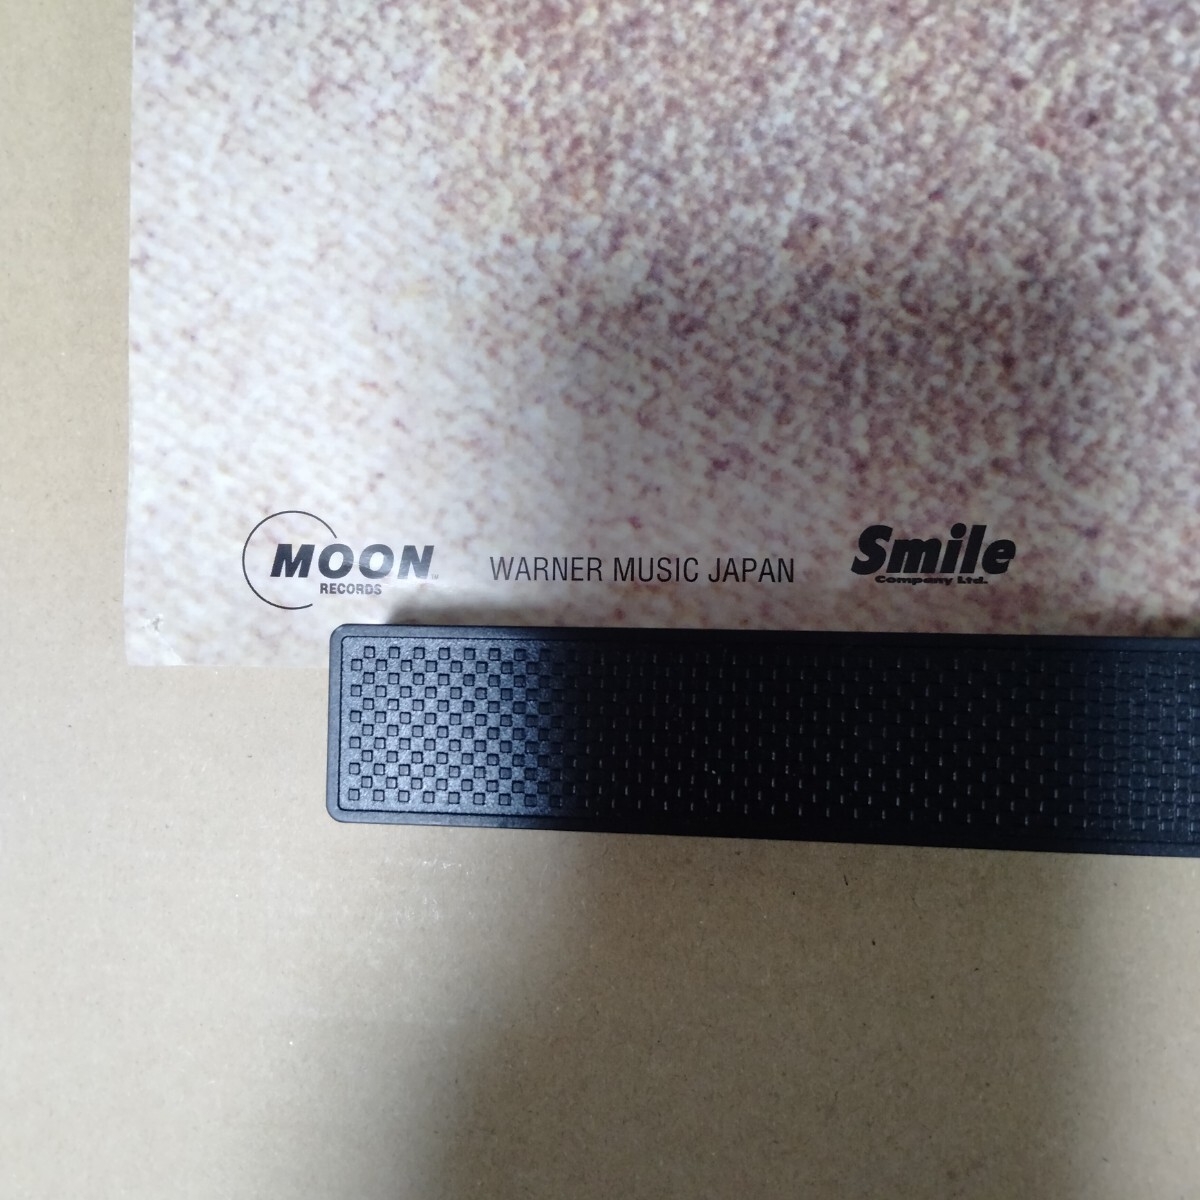 MOON
RECORDS
WARNER MUSIC JAPAN
Smile
Company Ltd.